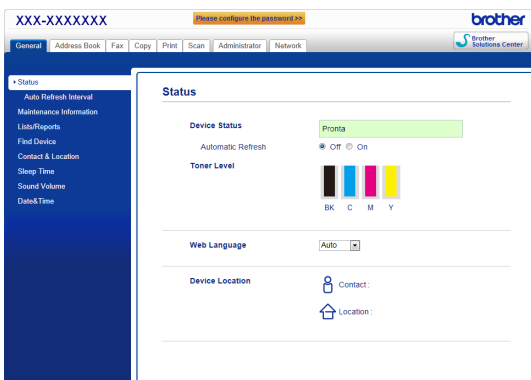 XXX-XXXXXXX
Please configure the password >>
brother
General Address Book Fax Copy Print Scan Administrator Network
Brother
Solutions Center
Status
Auto Refresh Interval
Maintenance Information
Lists/Reports
Find Device
Contact & Location
Sleep Time
Sound Volume
Date&Time
Status
Device Status Pronta
Automatic Refresh Off On
Toner Level
BK C M Y
Web Language Auto
Device Location Contact :
Location :